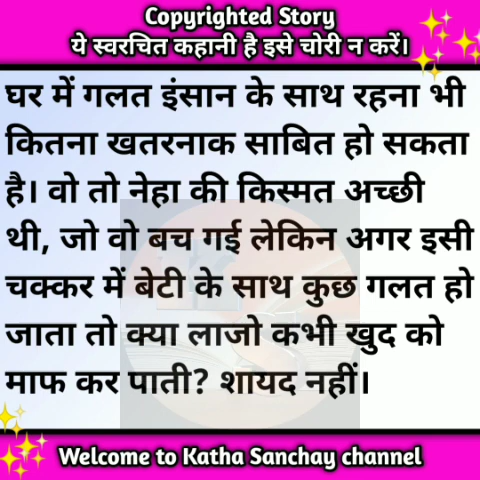 Copyrighted Story
ये स्वरचित कहानी है इसे चोरी न करें।
घर में गलत इंसान के साथ रहना भी
कितना खतरनाक साबित हो सकता
है। वो तो नेहा की किस्मत अच्छी
थी, जो वो बच गई लेकिन अगर इसी
चक्कर में बेटी के साथ कुछ गलत हो
जाता तो क्या लाजो कभी खुद को
माफ कर पाती? शायद नहीं।
Welcome to Katha Sanchay channel